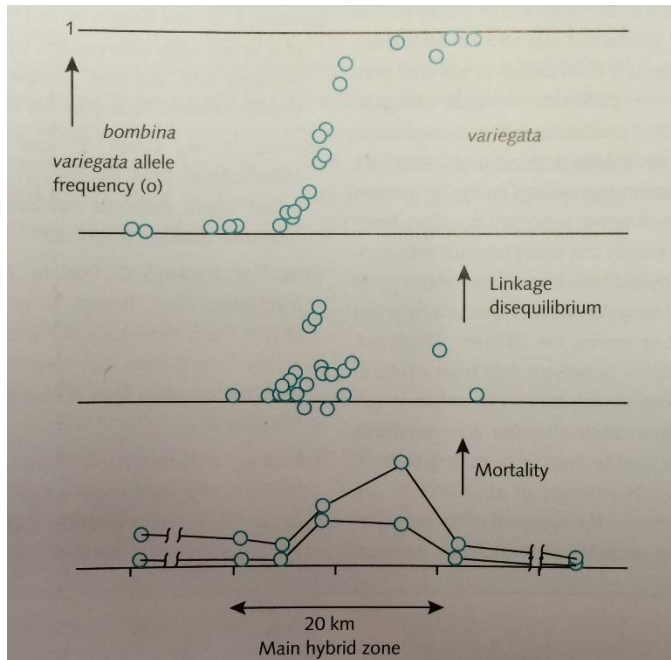 1
bombina
variegata
variegata allele
frequency (o)
Linkage
disequilibrium
Mortality
20 km
Main hybrid zone